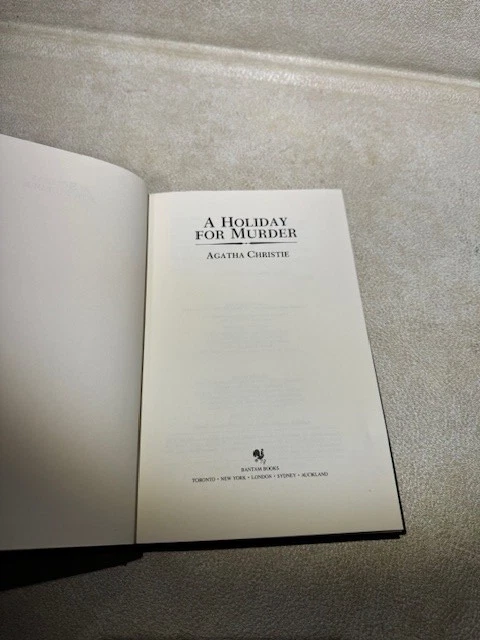 A HOLIDAY
FOR MURDER
AGATHA CHRISTIE
BANTAM BOOKS
TORONTO • NEW YORK • LONDON • SYDNEY • AUCKLAND